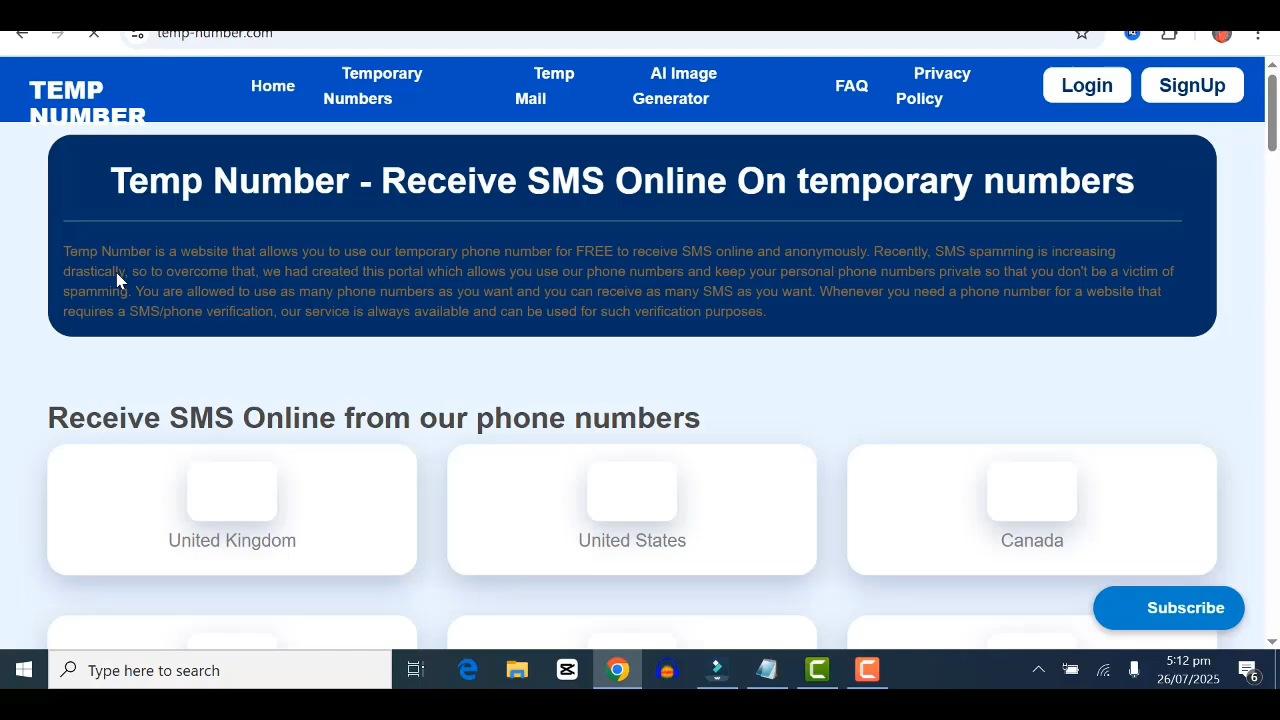 temp-number.com
TEMP
NUMBER
Home
Temporary
Numbers
Temp
Mail
AI Image
Generator
FAQ
Privacy
Policy
Login
SignUp
Temp Number - Receive SMS Online On temporary numbers
Temp Number is a website that allows you to use our temporary phone number for FREE to receive SMS online and anonymously. Recently, SMS spamming is increasing
drastically, so to overcome that, we had created this portal which allows you use our phone numbers and keep your personal phone numbers private so that you don't be a victim of
spamming. You are allowed to use as many phone numbers as you want and you can receive as many SMS as you want. Whenever you need a phone number for a website that
requires a SMS/phone verification, our service is always available and can be used for such verification purposes.
Receive SMS Online from our phone numbers
United Kingdom
United States
Canada
Subscribe
Type here to search
5:12 pm
26/07/2025
6